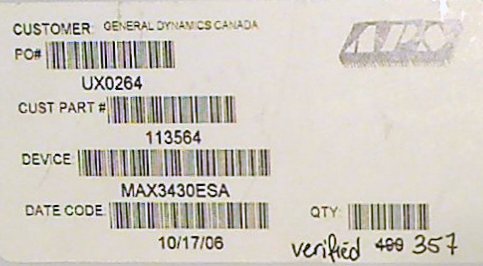 CUSTOMER: GENERAL DYNAMICS CANADA
PO#
UX0264
CUST PART #
113564
DEVICE:
MAX3430ESA
DATE CODE:
10/17/06
QTY:
verified 357